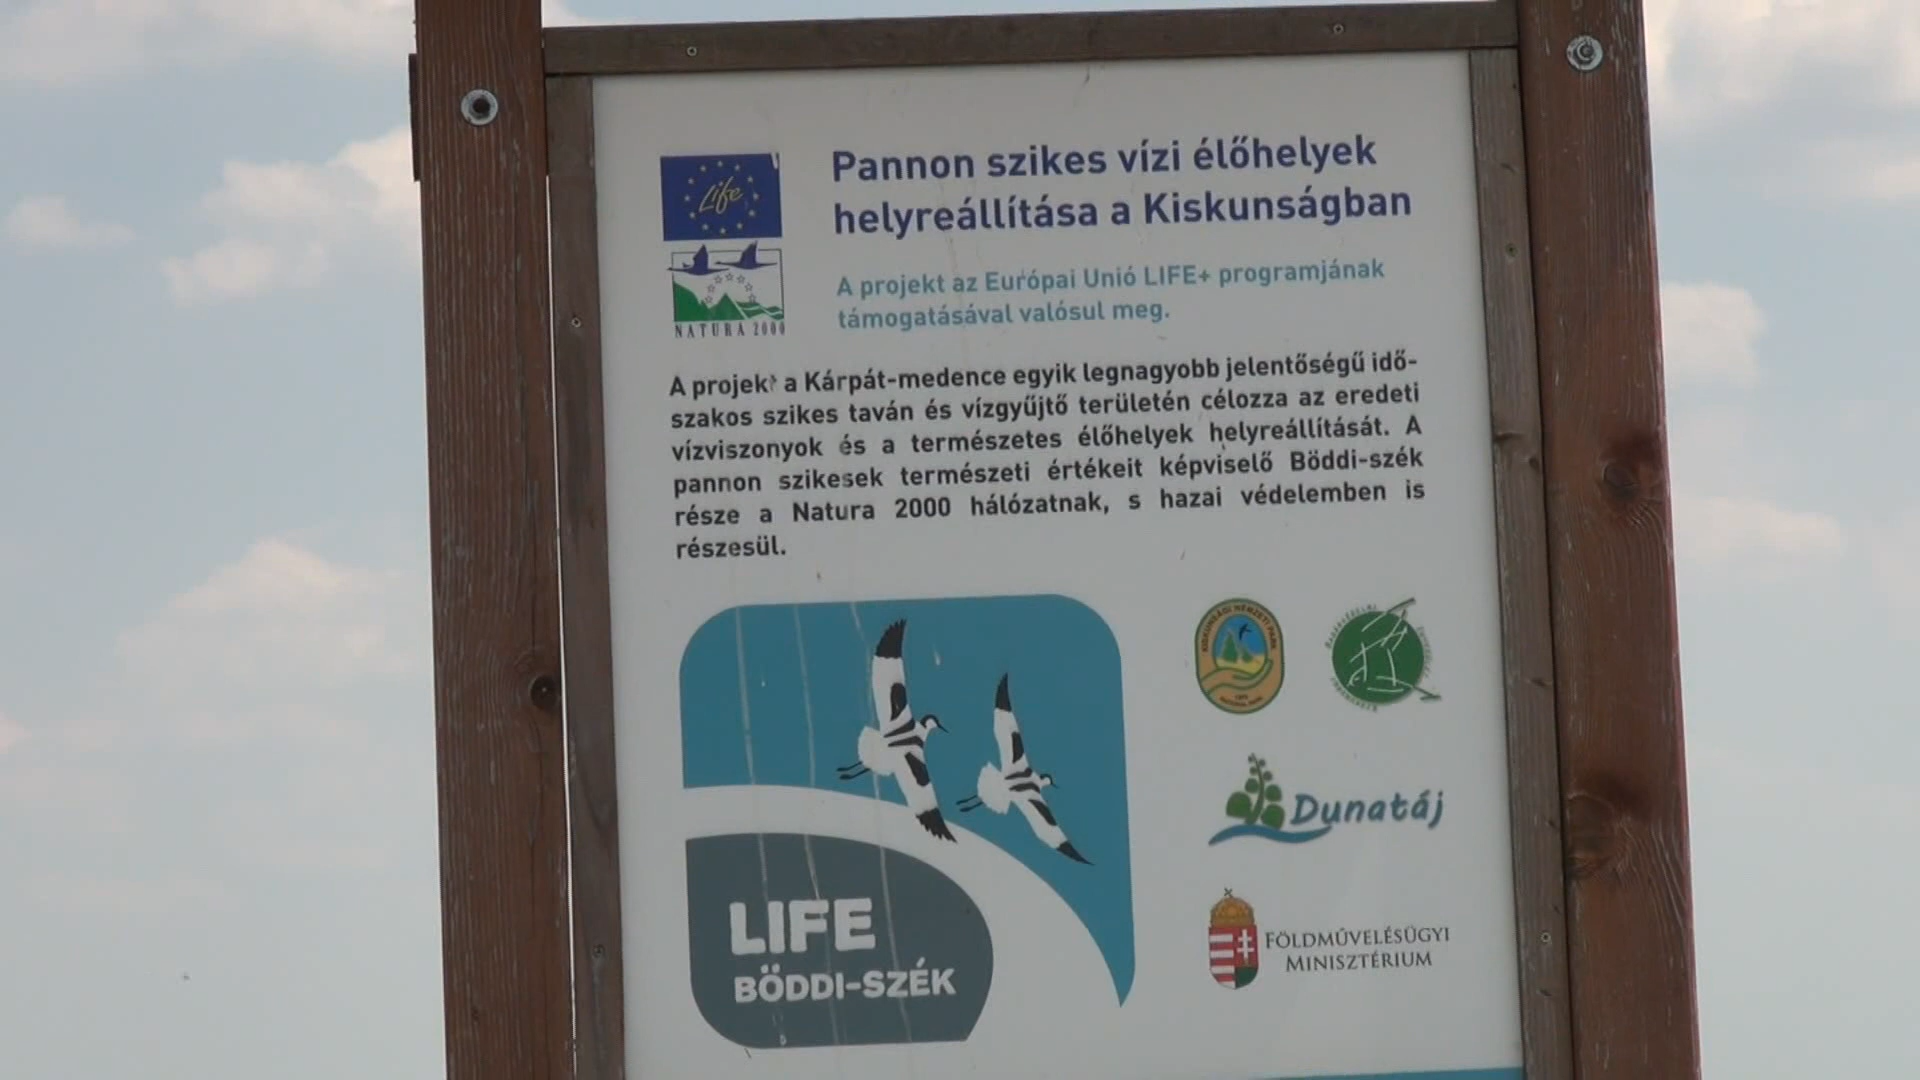 Life
NATURA 2000
Pannon szikes vízi élőhelyek
helyreállítása a Kiskunságban
A projekt az Európai Unió LIFE+ programjának
támogatásával valósul meg.
A projekt a Kárpát-medence egyik legnagyobb jelentőségű idő-
szakos szikes taván és vízgyűjtő területén célozza az eredeti
vízviszonyok és a természetes élőhelyek helyreállítását. A
pannon szikesek természeti értékeit képviselő Böddi-szék
része a Natura 2000 hálózatnak, s hazai védelemben is
részesül.
KISKUNSÁGI NEMZETI PARK
Dunatáj
FÖLDMŰVELÉSÜGYI
MINISZTÉRIUM
LIFE
BÖDDI-SZÉK